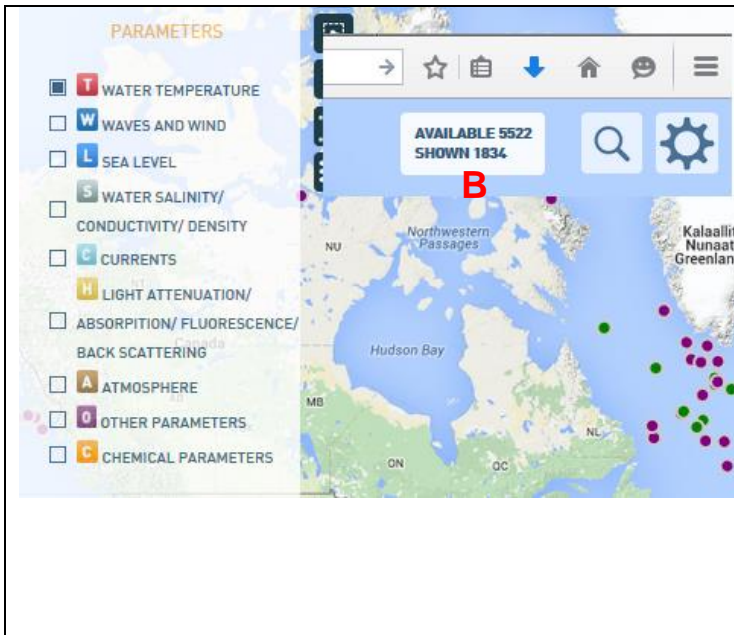 PARAMETERS
T WATER TEMPERATURE
W WAVES AND WIND
L SEA LEVEL
S WATER SALINITY/
CONDUCTIVITY/ DENSITY
C CURRENTS
H LIGHT ATTENUATION/
ABSORPITION/ FLUORESCENCE/
BACK SCATTERING
A ATMOSPHERE
O OTHER PARAMETERS
C CHEMICAL PARAMETERS
AVAILABLE 5522
SHOWN 1834
B
Northwestern
Passages
NU
Kalaallit
Nunaat
Greenlan
Hudson Bay
Canada
MB
AB
NL
ON
QC